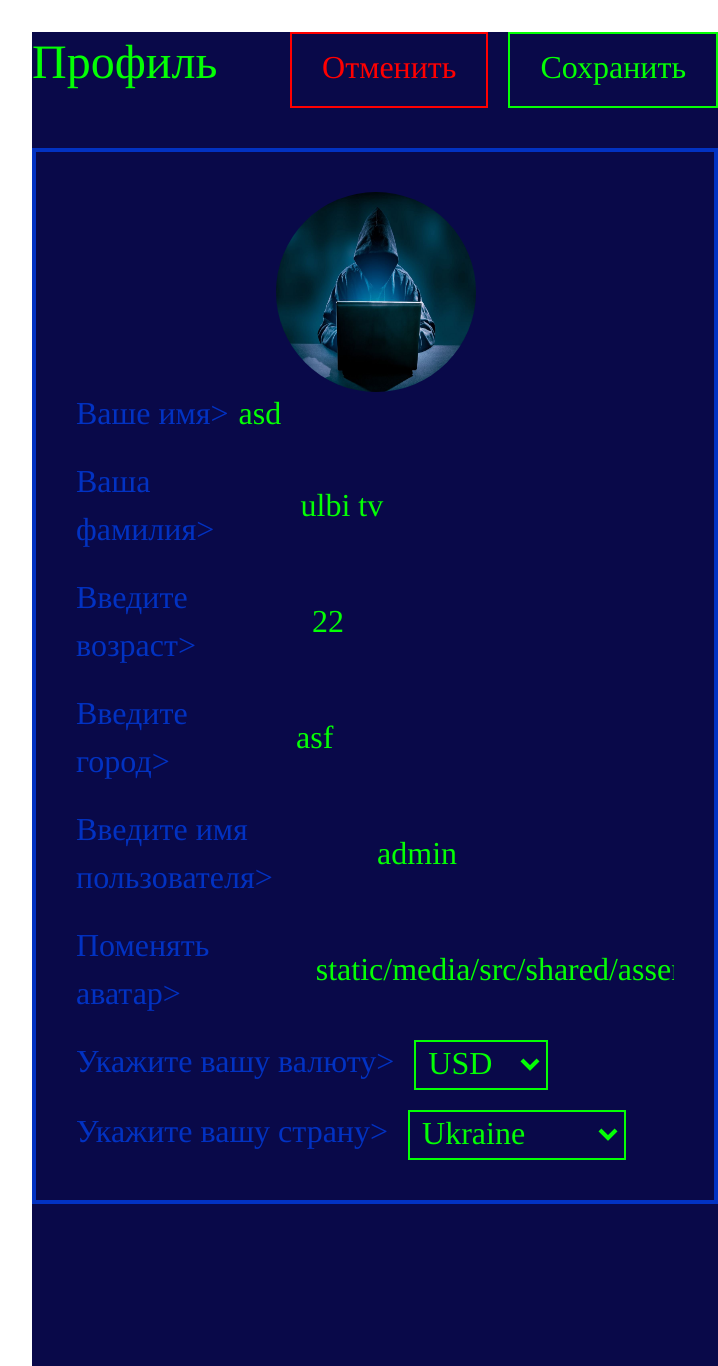 Профиль
Отменить
Сохранить
Ваше имя> asd
Ваша
фамилия>
ulbi tv
Введите
возраст>
22
Введите
город>
asf
Введите имя
пользователя>
admin
Поменять
аватар>
static/media/src/shared/asse
Укажите вашу валюту> USD
Укажите вашу страну> Ukraine